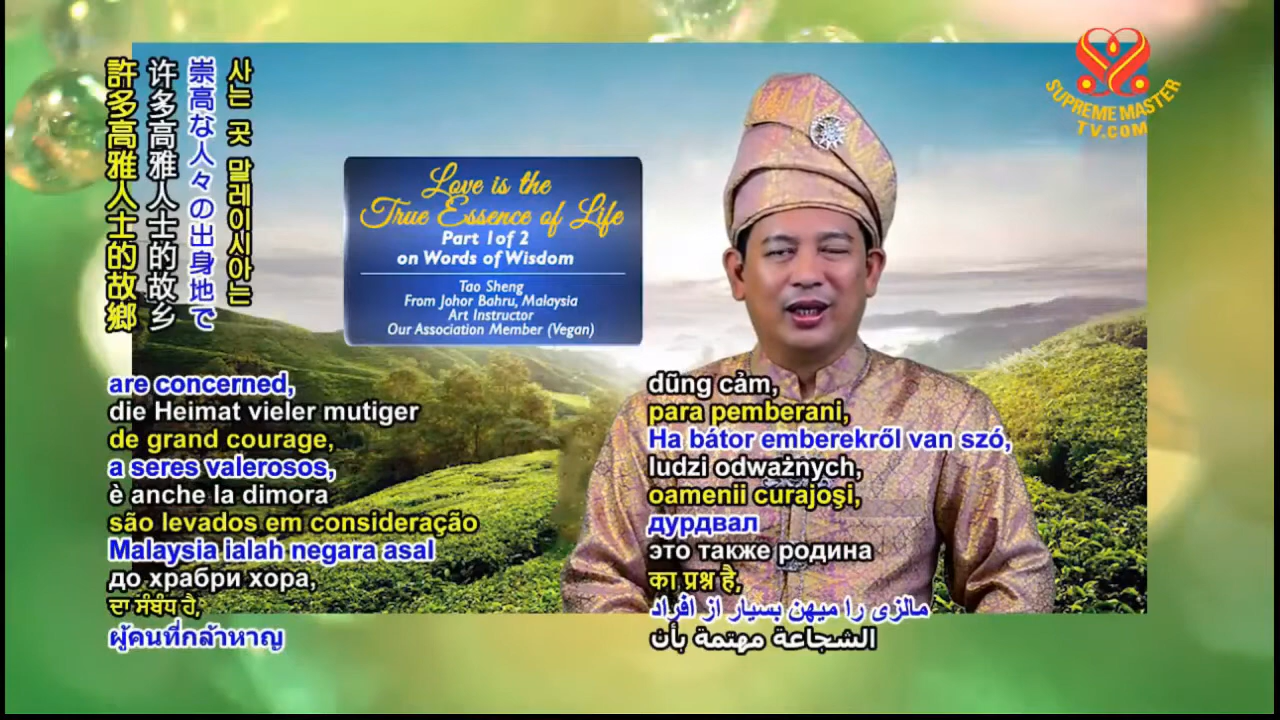 SUPREME MASTER
TV.COM
사는 곳 말레이시아는
崇高な人々の出身地で
许多高雅人士的故乡
許多高雅人士的故鄉
Love is the
True Essence of Life
Part 1 of 2
on Words of Wisdom
Tao Sheng
From Johor Bahru, Malaysia
Art Instructor
Our Association Member (Vegan)
are concerned,
die Heimat vieler mutiger
de grand courage,
a seres valerosos,
è anche la dimora
são levados em consideração
Malaysia ialah negara asal
до храбри хора,
ਦਾ ਸੰਬੰਧ ਹੈ,
ผู้คนที่กล้าหาญ
dũng cảm,
para pemberani,
Ha bátor emberekről van szó,
ludzi odważnych,
oamenii curajoşi,
дурдвал
это также родина
का प्रश्न है,
مالزی را میهن بسیار از افراد
الشجاعة مهتمة بأن